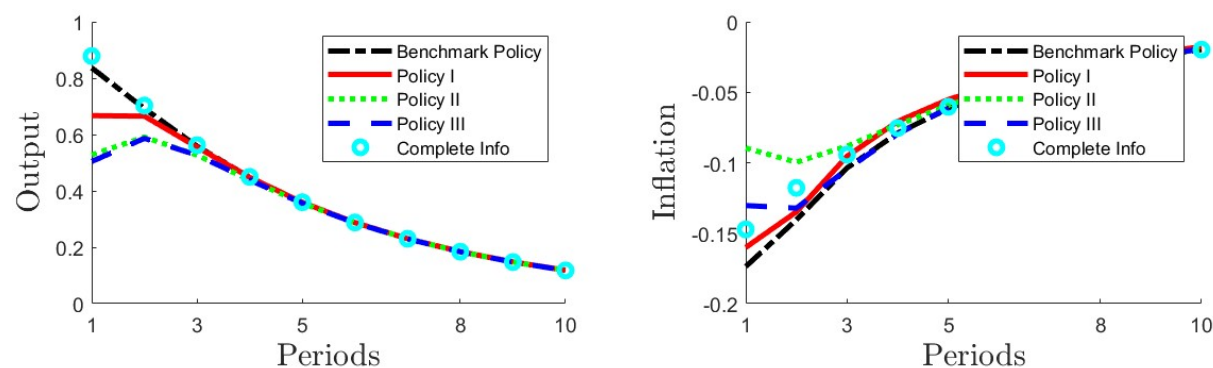 Output
1
0.8
0.6
0.4
0.2
0
1
3
5
8
10
Periods
Benchmark Policy
Policy I
Policy II
Policy III
Complete Info
Inflation
-0
-0.05
-0.1
-0.15
-0.2
1
3
5
8
10
Periods
Benchmark Policy
Policy I
Policy II
Policy III
Complete Info